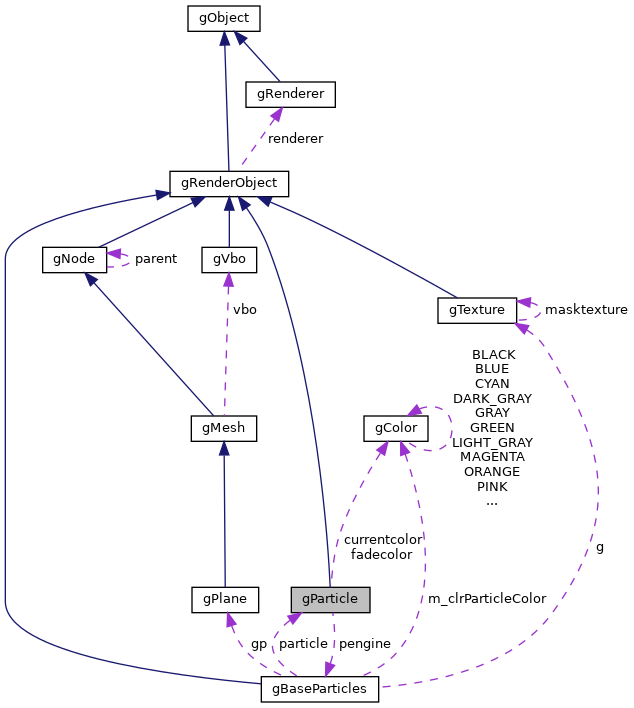 gObject
gRenderer
renderer
gRenderObject
gNode
parent
gVbo
gTexture
masktexture
vbo
BLACK
BLUE
CYAN
DARK_GRAY
GRAY
GREEN
LIGHT_GRAY
MAGENTA
ORANGE
PINK
...
gMesh
gColor
currentcolor
fadecolor
g
gPlane
gParticle
m_clrParticleColor
gp
particle
pengine
gBaseParticles